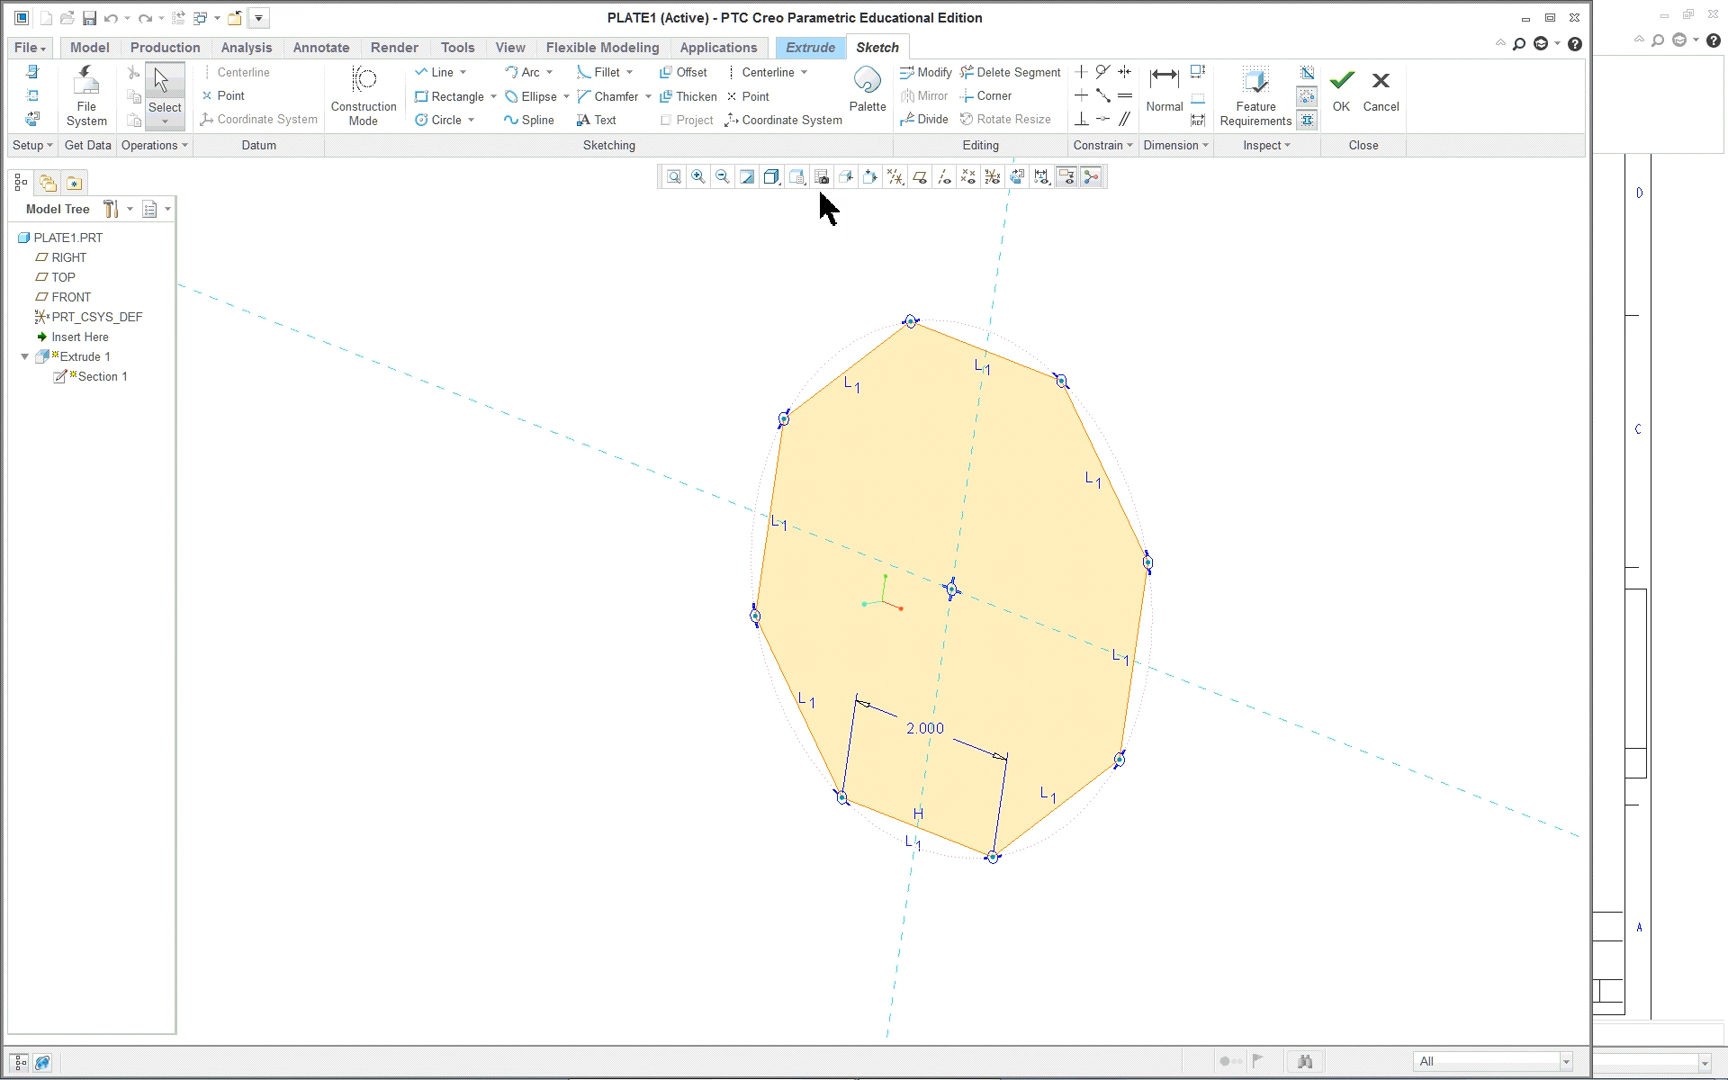 PLATE1 (Active) - PTC Creo Parametric Educational Edition
File Model Production Analysis Annotate Render Tools View Flexible Modeling Applications Extrude Sketch
Centerline Line Arc Fillet Offset Centerline Modify Delete Segment
Point Rectangle Ellipse Chamfer Thicken Point Mirror Corner
File System Select Construction Mode Palette Normal Feature Requirements OK Cancel
Coordinate System Circle Spline Text Project Coordinate System Divide Rotate Resize
Setup Get Data Operations Datum Sketching Editing Constrain Dimension Inspect Close
Model Tree
PLATE1.PRT
RIGHT
TOP
FRONT
PRT_CSYS_DEF
Insert Here
Extrude 1
Section 1
L1
L1
L1
L1
L1
L1
2.000
L1
H
L1
D
C
A
All